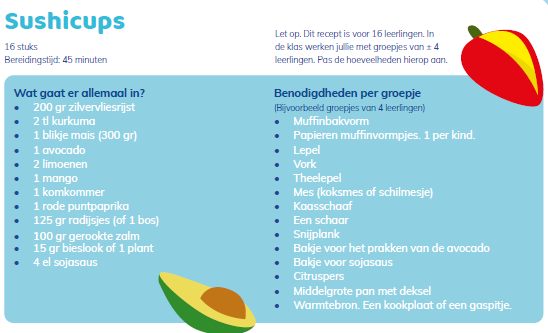 Sushicups
16 stuks
Bereidingstijd: 45 minuten
Let op. Dit recept is voor 16 leerlingen. In
de klas werken jullie met groepjes van ± 4
leerlingen. Pas de hoeveelheden hierop aan.
Wat gaat er allemaal in?
• 200 gr zilvervliesrijst
• 2 tl kurkuma
• 1 blikje mais (300 gr)
• 1 avocado
• 2 limoenen
• 1 mango
• 1 komkommer
• 1 rode puntpaprika
• 125 gr radijsjes (of 1 bos)
• 100 gr gerookte zalm
• 15 gr bieslook of 1 plant
• 4 el sojasaus
Benodigdheden per groepje
(Bijvoorbeeld groepjes van 4 leerlingen)
• Muffinbakvorm
• Papieren muffinvormpjes. 1 per kind.
• Lepel
• Vork
• Theelepel
• Mes (koksmes of schilmesje)
• Kaasschaaf
• Een schaar
• Snijplank
• Bakje voor het prakken van de avocado
• Bakje voor sojasaus
• Citruspers
• Middelgrote pan met deksel
• Warmtebron. Een kookplaat of een gaspitje.